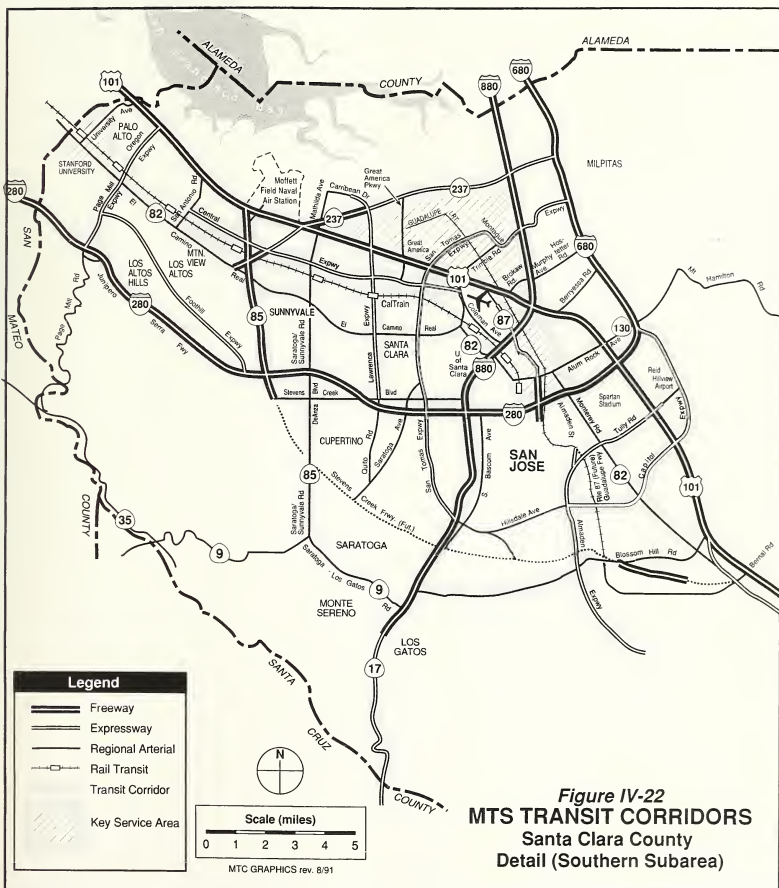 ALAMEDA
COUNTY
ALAMEDA
101
880
680
University Ave
PALO
ALTO
Oregon
Expwy
STANFORD
UNIVERSITY
280
Page Mill
Expwy
82
El
Camino
Real
San Antonio Rd
Central
Expwy
MTN.
VIEW
Moffett
Field Naval
Air Station
Mathilda Ave
Carribean Dr
Great
America
Pkwy
237
237
MILPITAS
GUADALUPE LRT
Great
America
San Tomas
Expwy
Montague
Expwy
Trimble Rd
101
Brokaw
Rd
Murphy
Ave
Hos-
tetter
Rd
680
Berryessa Rd
Mt
Hamilton
Rd
SAN
MATEO
COUNTY
LOS
ALTOS
HILLS
LOS
ALTOS
Page Mill Rd
Junipero
280
Serra
Fwy
Foothill
Expwy
85
SUNNYVALE
Saratoga/
Sunnyvale Rd
CalTrain
El
Camino
Real
Lawrence
Expwy
SANTA
CLARA
Coleman Ave
87
82
U
of
Santa
Clara
880
130
Alum Rock Ave
Reid
Hillview
Airport
Spartan
Stadium
Stevens
Creek
Blvd
DeAnza
Blvd
280
CUPERTINO
Quito Rd
Saratoga Ave
San Tomas
Expwy
S. Bascom Ave
SAN
JOSE
Almaden
Monterey Rd
Tully Rd
Capitol
Expwy
Rte 87 (Future)
Guadalupe Fwy
82
101
85
Stevens
Creek Frwy. (Fut.)
Saratoga/
Sunnyvale Rd
Hillsdale Ave
Almaden
Expwy
Blossom Hill Rd
Bernal Rd
35
9
SARATOGA
Saratoga - Los Gatos Rd
9
MONTE
SERENO
LOS
GATOS
17
SANTA
CRUZ
COUNTY
Legend
Freeway
Expressway
Regional Arterial
Rail Transit
Transit Corridor
Key Service Area
N
Scale (miles)
0 1 2 3 4 5
MTC GRAPHICS rev. 8/91
Figure IV-22
MTS TRANSIT CORRIDORS
Santa Clara County
Detail (Southern Subarea)